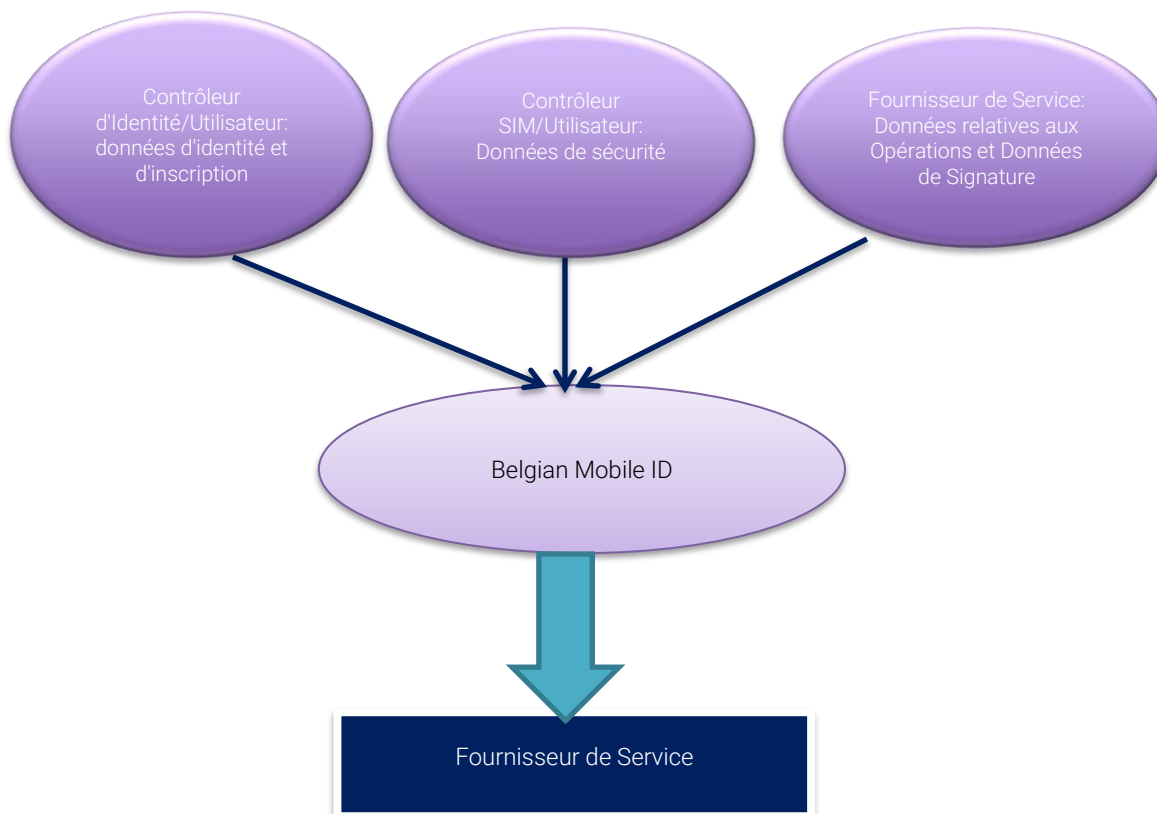 Contrôleur
d'Identité/Utilisateur:
données d'identité et
d'inscription
Contrôleur
SIM/Utilisateur:
Données de sécurité
Fournisseur de Service:
Données relatives aux
Opérations et Données
de Signature
Belgian Mobile ID
Fournisseur de Service